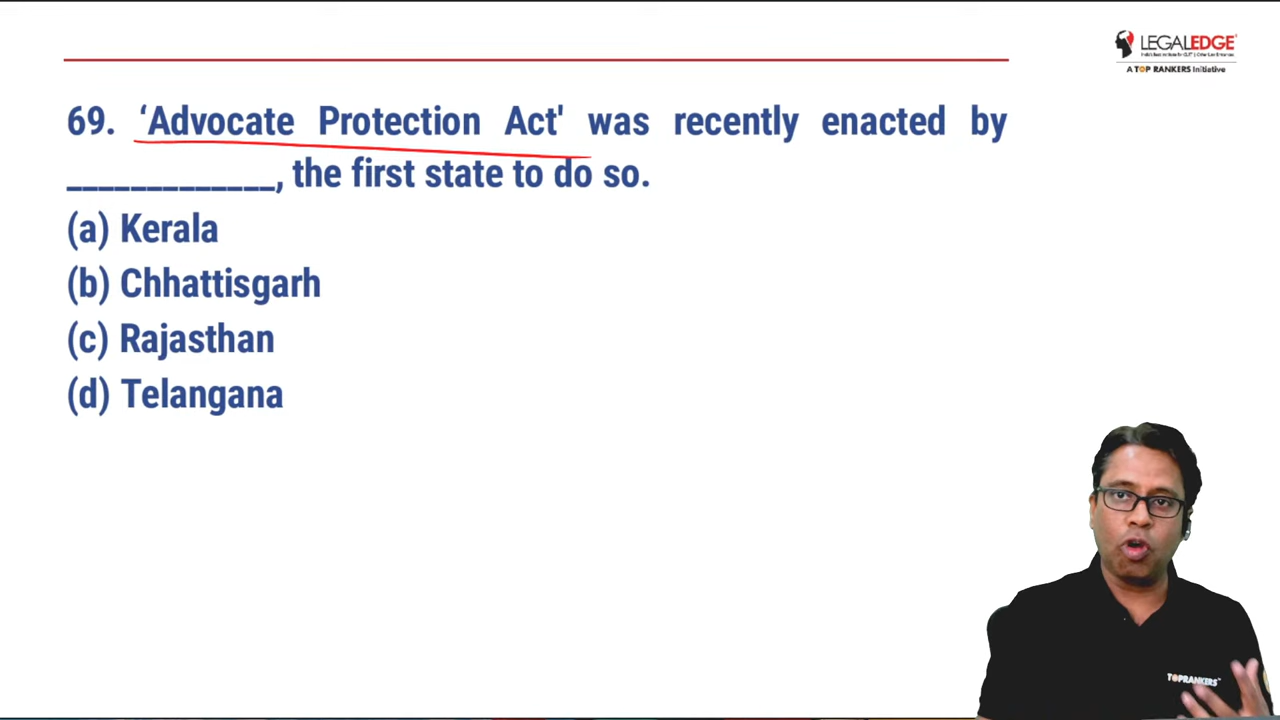 LEGALEDGE
A TOP RANKERS Initiative
69. ‘Advocate Protection Act' was recently enacted by
_____________, the first state to do so.
(a) Kerala
(b) Chhattisgarh
(c) Rajasthan
(d) Telangana
TOPRANKERS